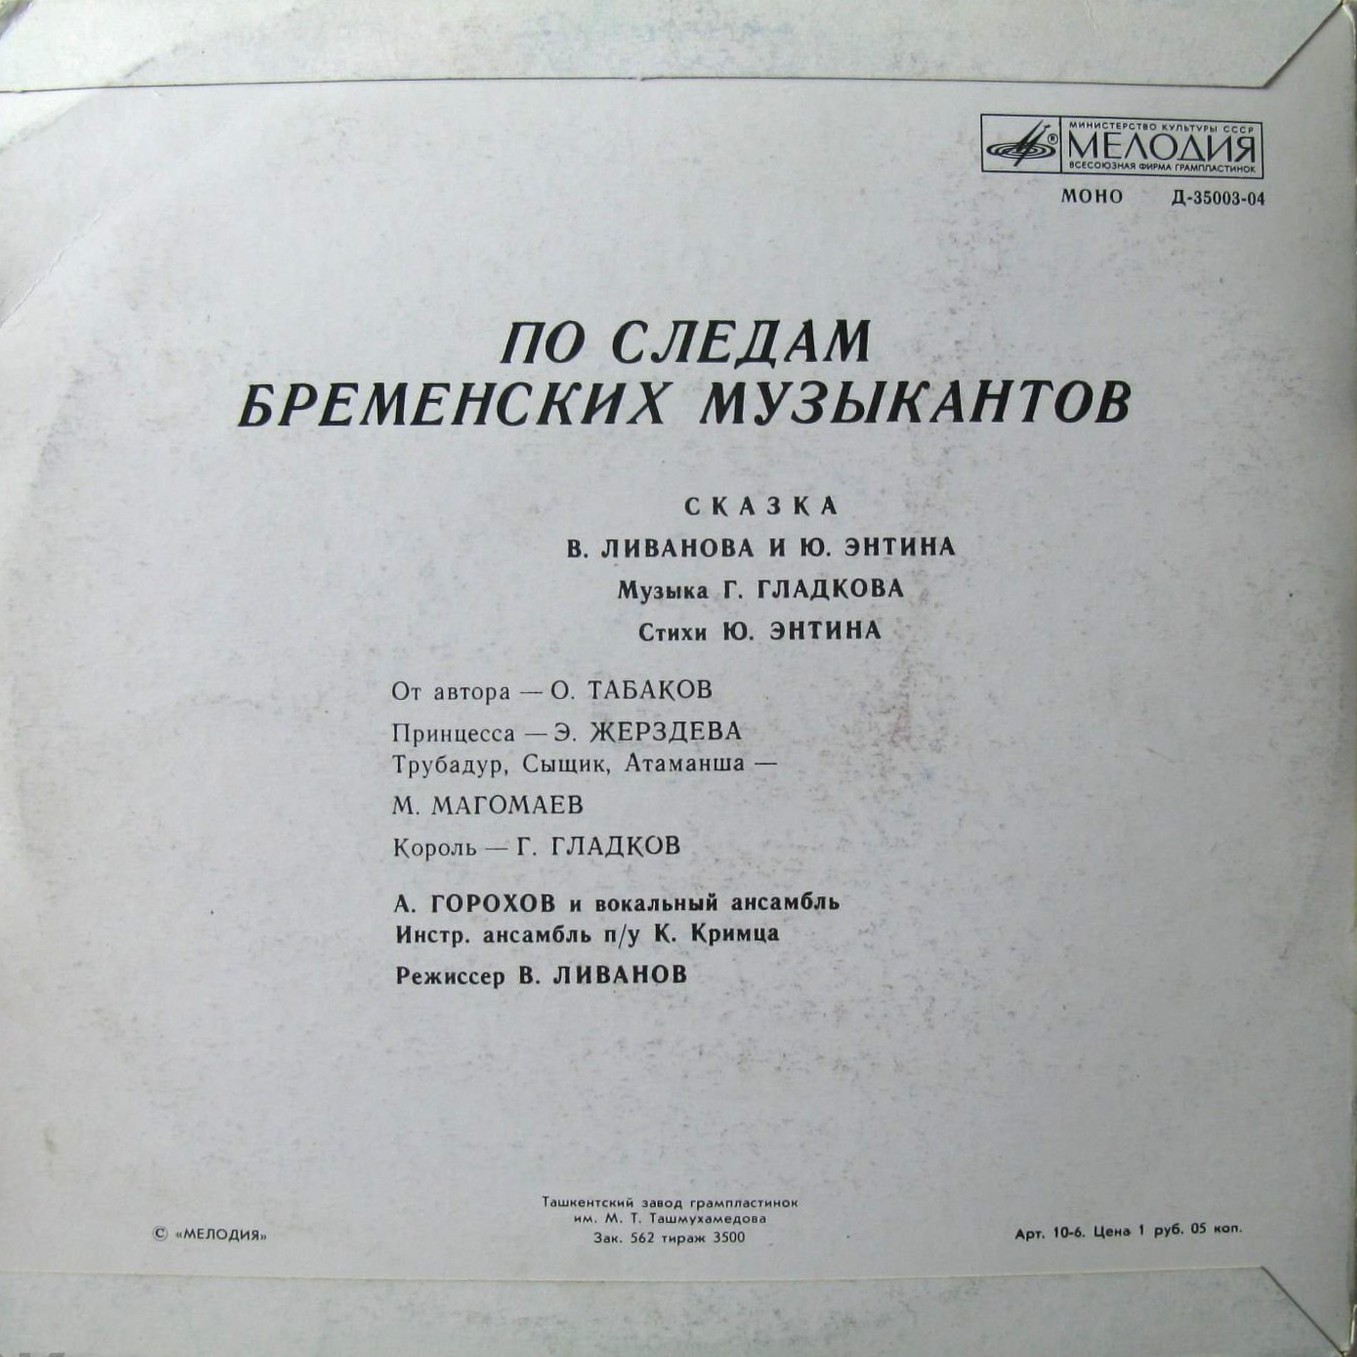 МИНИСТЕРСТВО КУЛЬТУРЫ СССР
МЕЛОДИЯ
ВСЕСОЮЗНАЯ ФИРМА ГРАМПЛАСТИНОК
®
МОНО Д-35003-04
ПО СЛЕДАМ
БРЕМЕНСКИХ МУЗЫКАНТОВ
СКАЗКА
В. ЛИВАНОВА И Ю. ЭНТИНА
Музыка Г. ГЛАДКОВА
Стихи Ю. ЭНТИНА
От автора — О. ТАБАКОВ
Принцесса — Э. ЖЕРЗДЕВА
Трубадур, Сыщик, Атаманша —
М. МАГОМАЕВ
Король — Г. ГЛАДКОВ
А. ГОРОХОВ и вокальный ансамбль
Инстр. ансамбль п/у К. Кримца
Режиссер В. ЛИВАНОВ
Ташкентский завод грампластинок
им. М. Т. Ташмухамедова
Зак. 562 тираж 3500
© «МЕЛОДИЯ»
Арт. 10-6. Цена 1 руб. 05 коп.